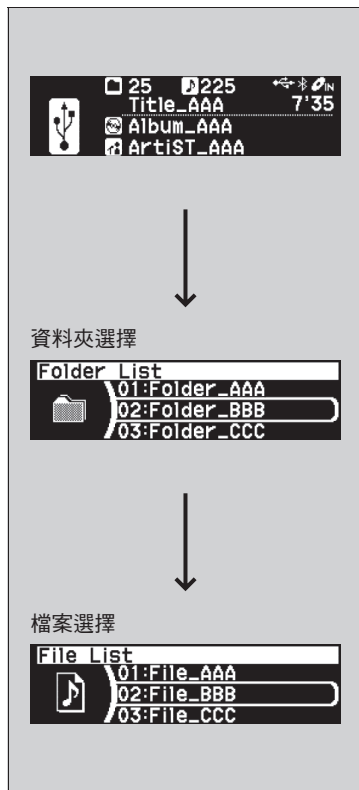 25 225 IN
Title_AAA 7'35
Album_AAA
ArtiST_AAA
資料夾選擇
Folder List
01:Folder_AAA
02:Folder_BBB
03:Folder_CCC
檔案選擇
File List
01:File_AAA
02:File_BBB
03:File_CCC